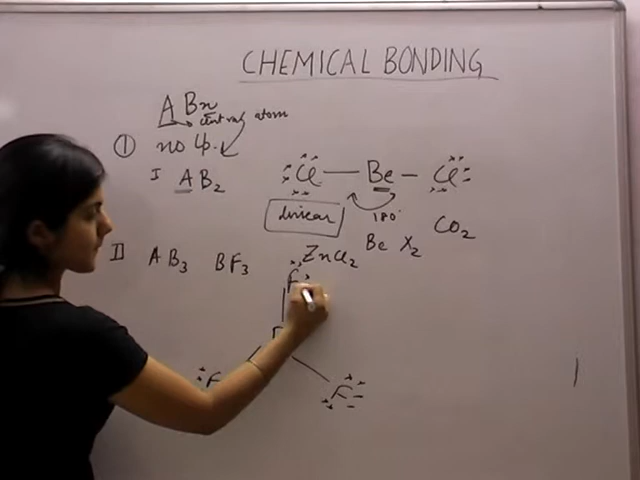 CHEMICAL BONDING
A Bn
central atom
I no lp.
I AB2
Cl — Be — Cl
linear 180°
CO2
ZnCl2 Be X2
II AB3 BF3
F
F F